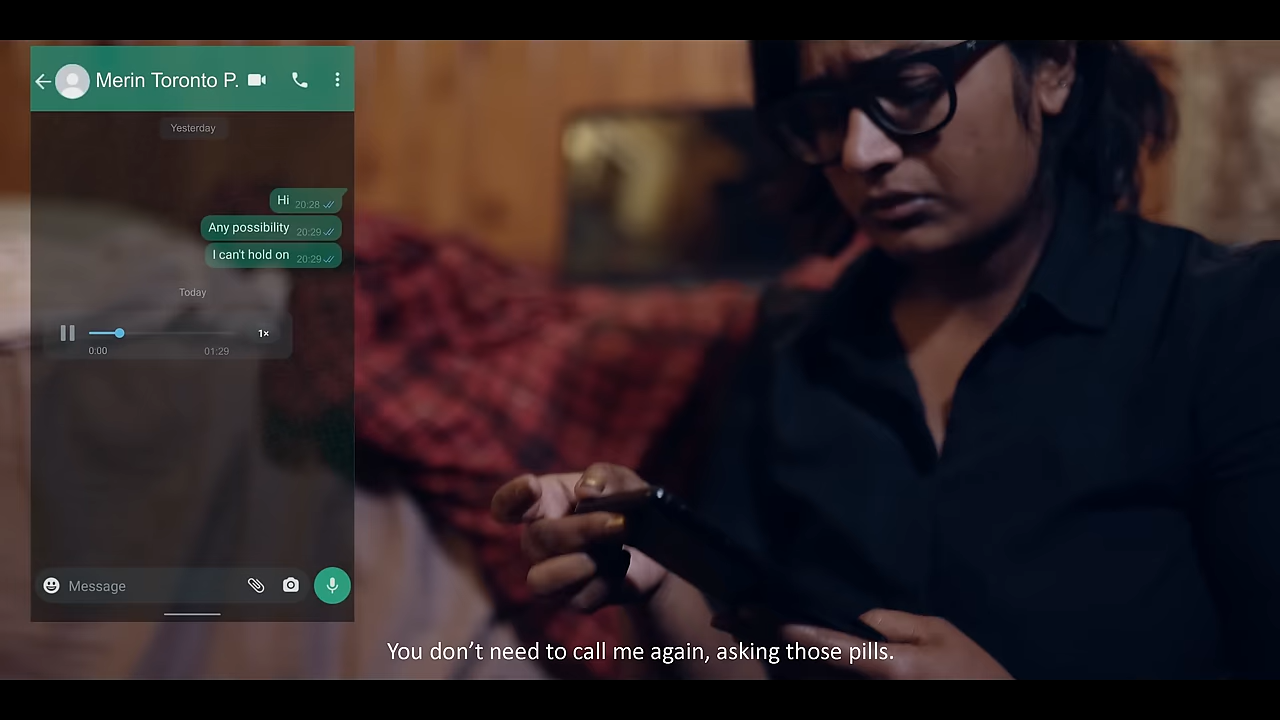 Merin Toronto P.
Yesterday
Hi 20:28
Any possibility 20:29
I can't hold on 20:29
Today
1×
0:00 01:29
Message
You don't need to call me again, asking those pills.